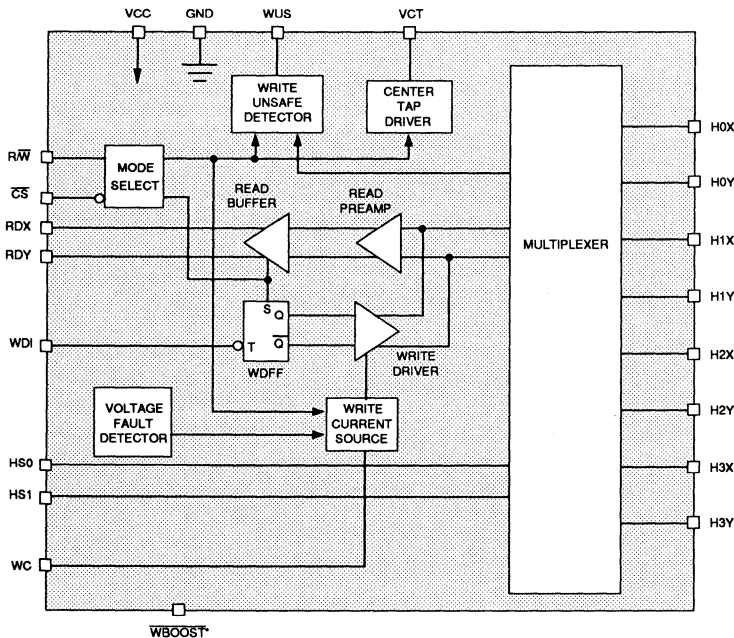 VCC GND WUS VCT
WRITE
UNSAFE
DETECTOR
CENTER
TAP
DRIVER
R/W̅
C̅S̅
RDX
RDY
MODE
SELECT
READ
BUFFER
READ
PREAMP
MULTIPLEXER
H0X
H0Y
H1X
H1Y
H2X
H2Y
H3X
H3Y
S Q
T Q̅
WDFF
WDI
WRITE
DRIVER
VOLTAGE
FAULT
DETECTOR
WRITE
CURRENT
SOURCE
HS0
HS1
WC
W̅B̅O̅O̅S̅T̅*